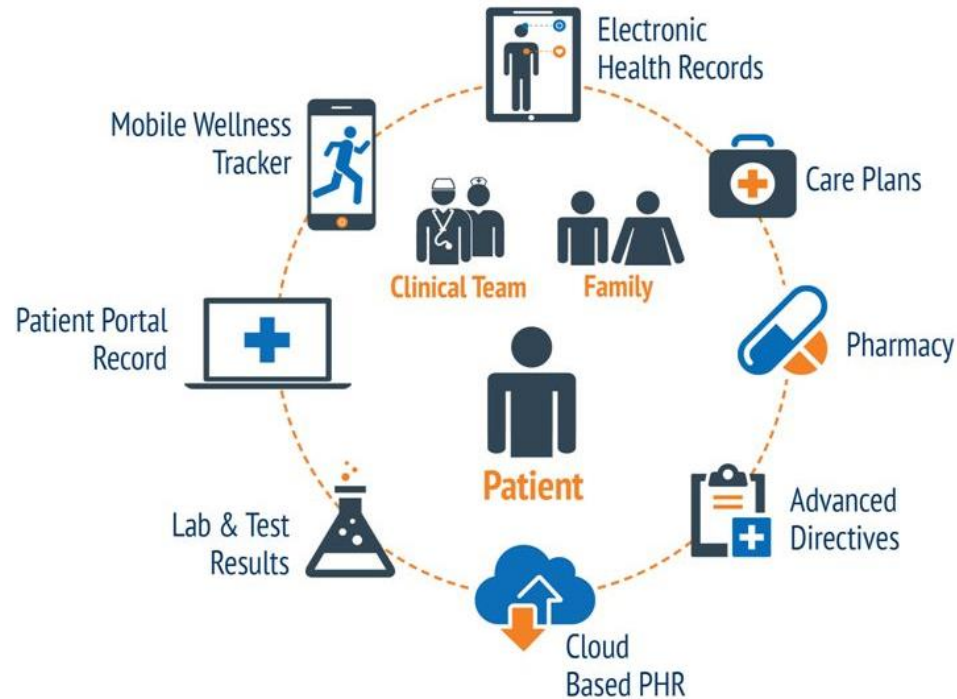 Electronic
Health Records
Mobile Wellness
Tracker
Care Plans
Clinical Team
Family
Patient Portal
Record
Pharmacy
Patient
Advanced
Directives
Lab & Test
Results
Cloud
Based PHR